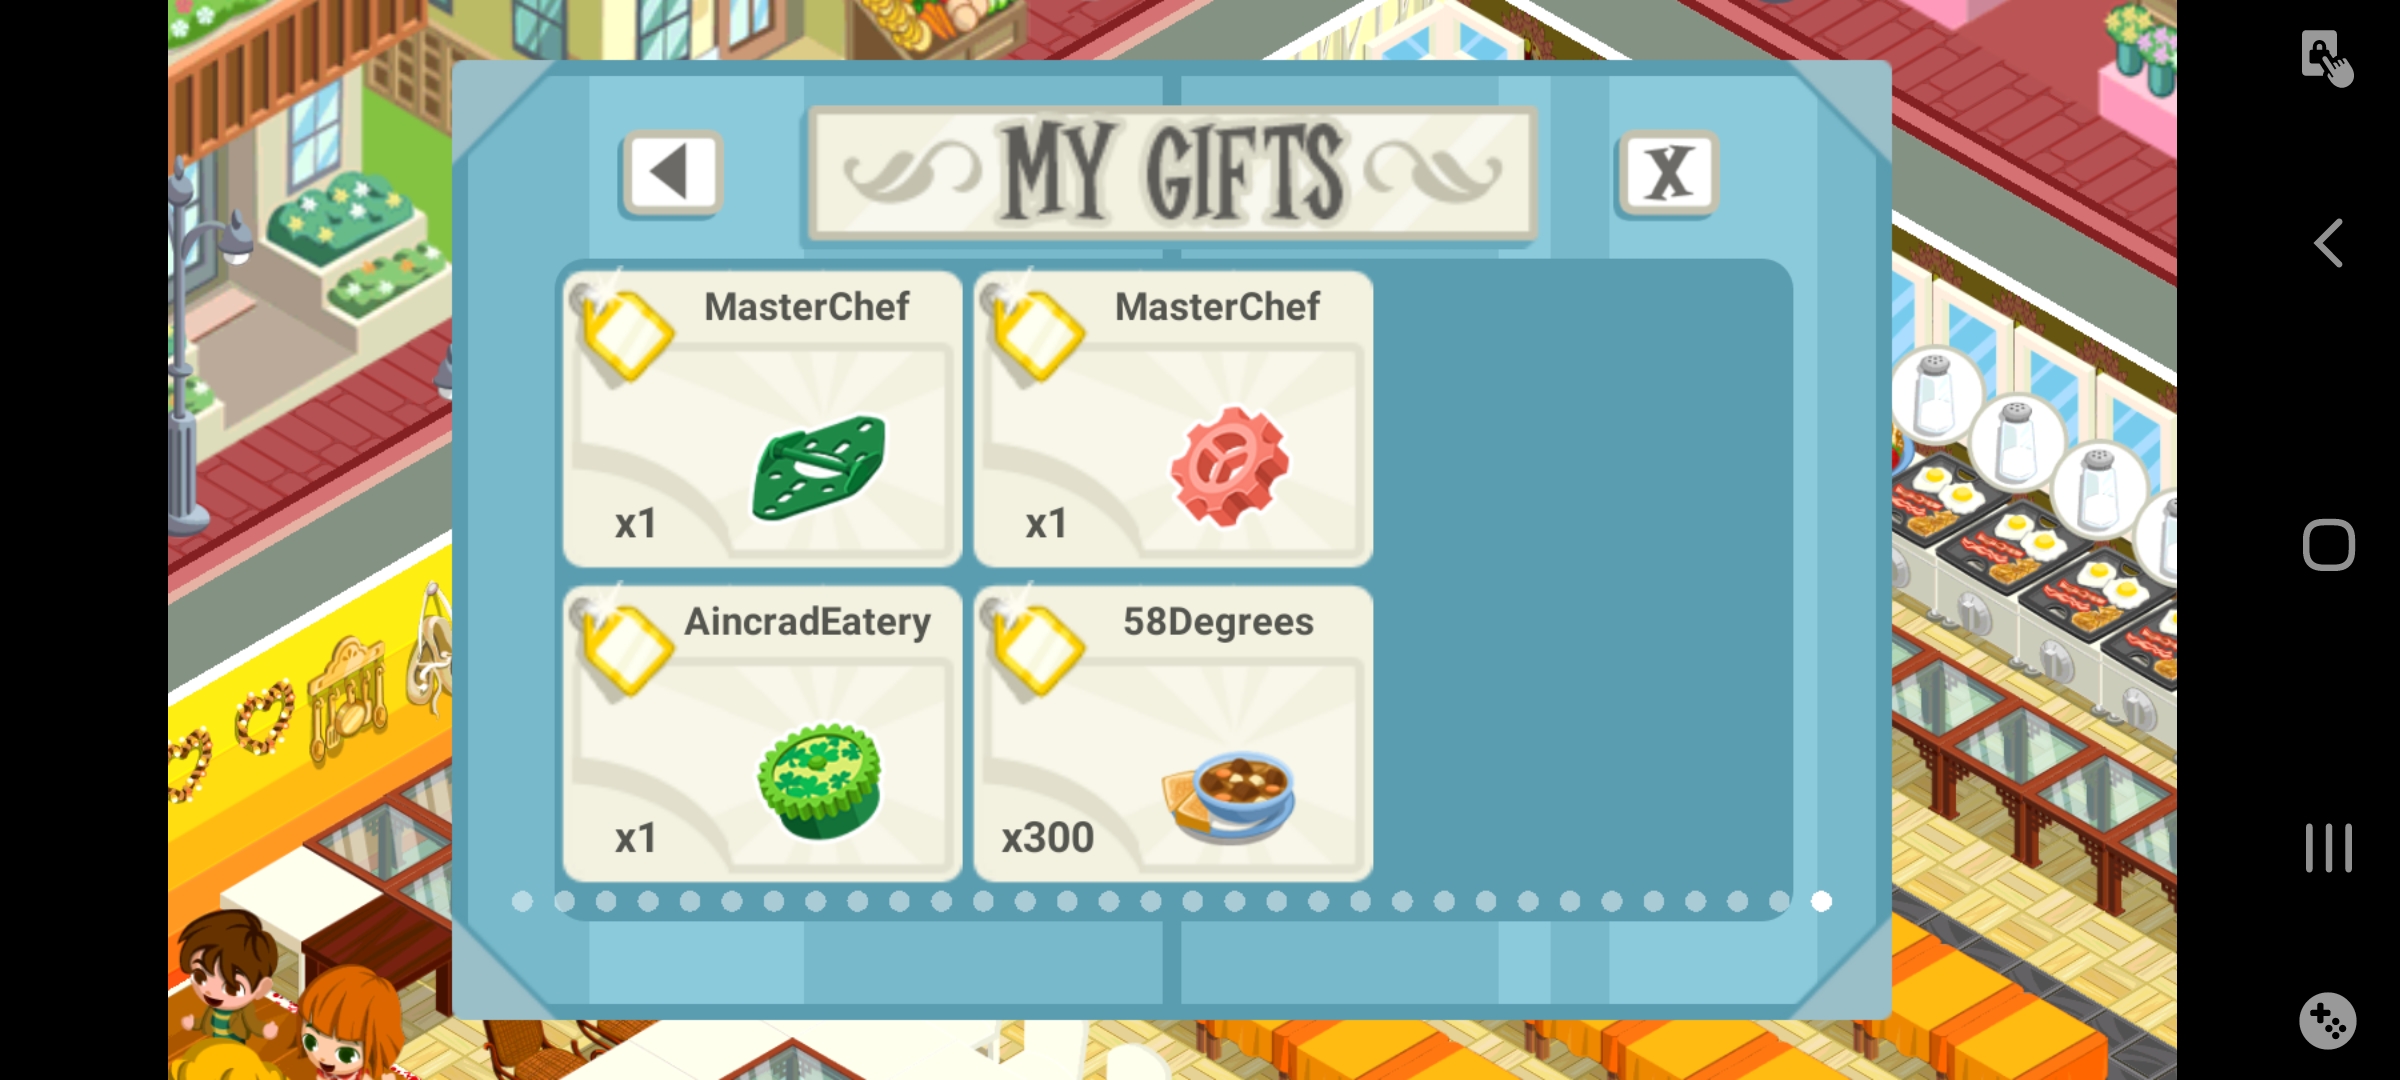 MY GIFTS
X
MasterChef
x1
MasterChef
x1
AincradEatery
x1
58Degrees
x300